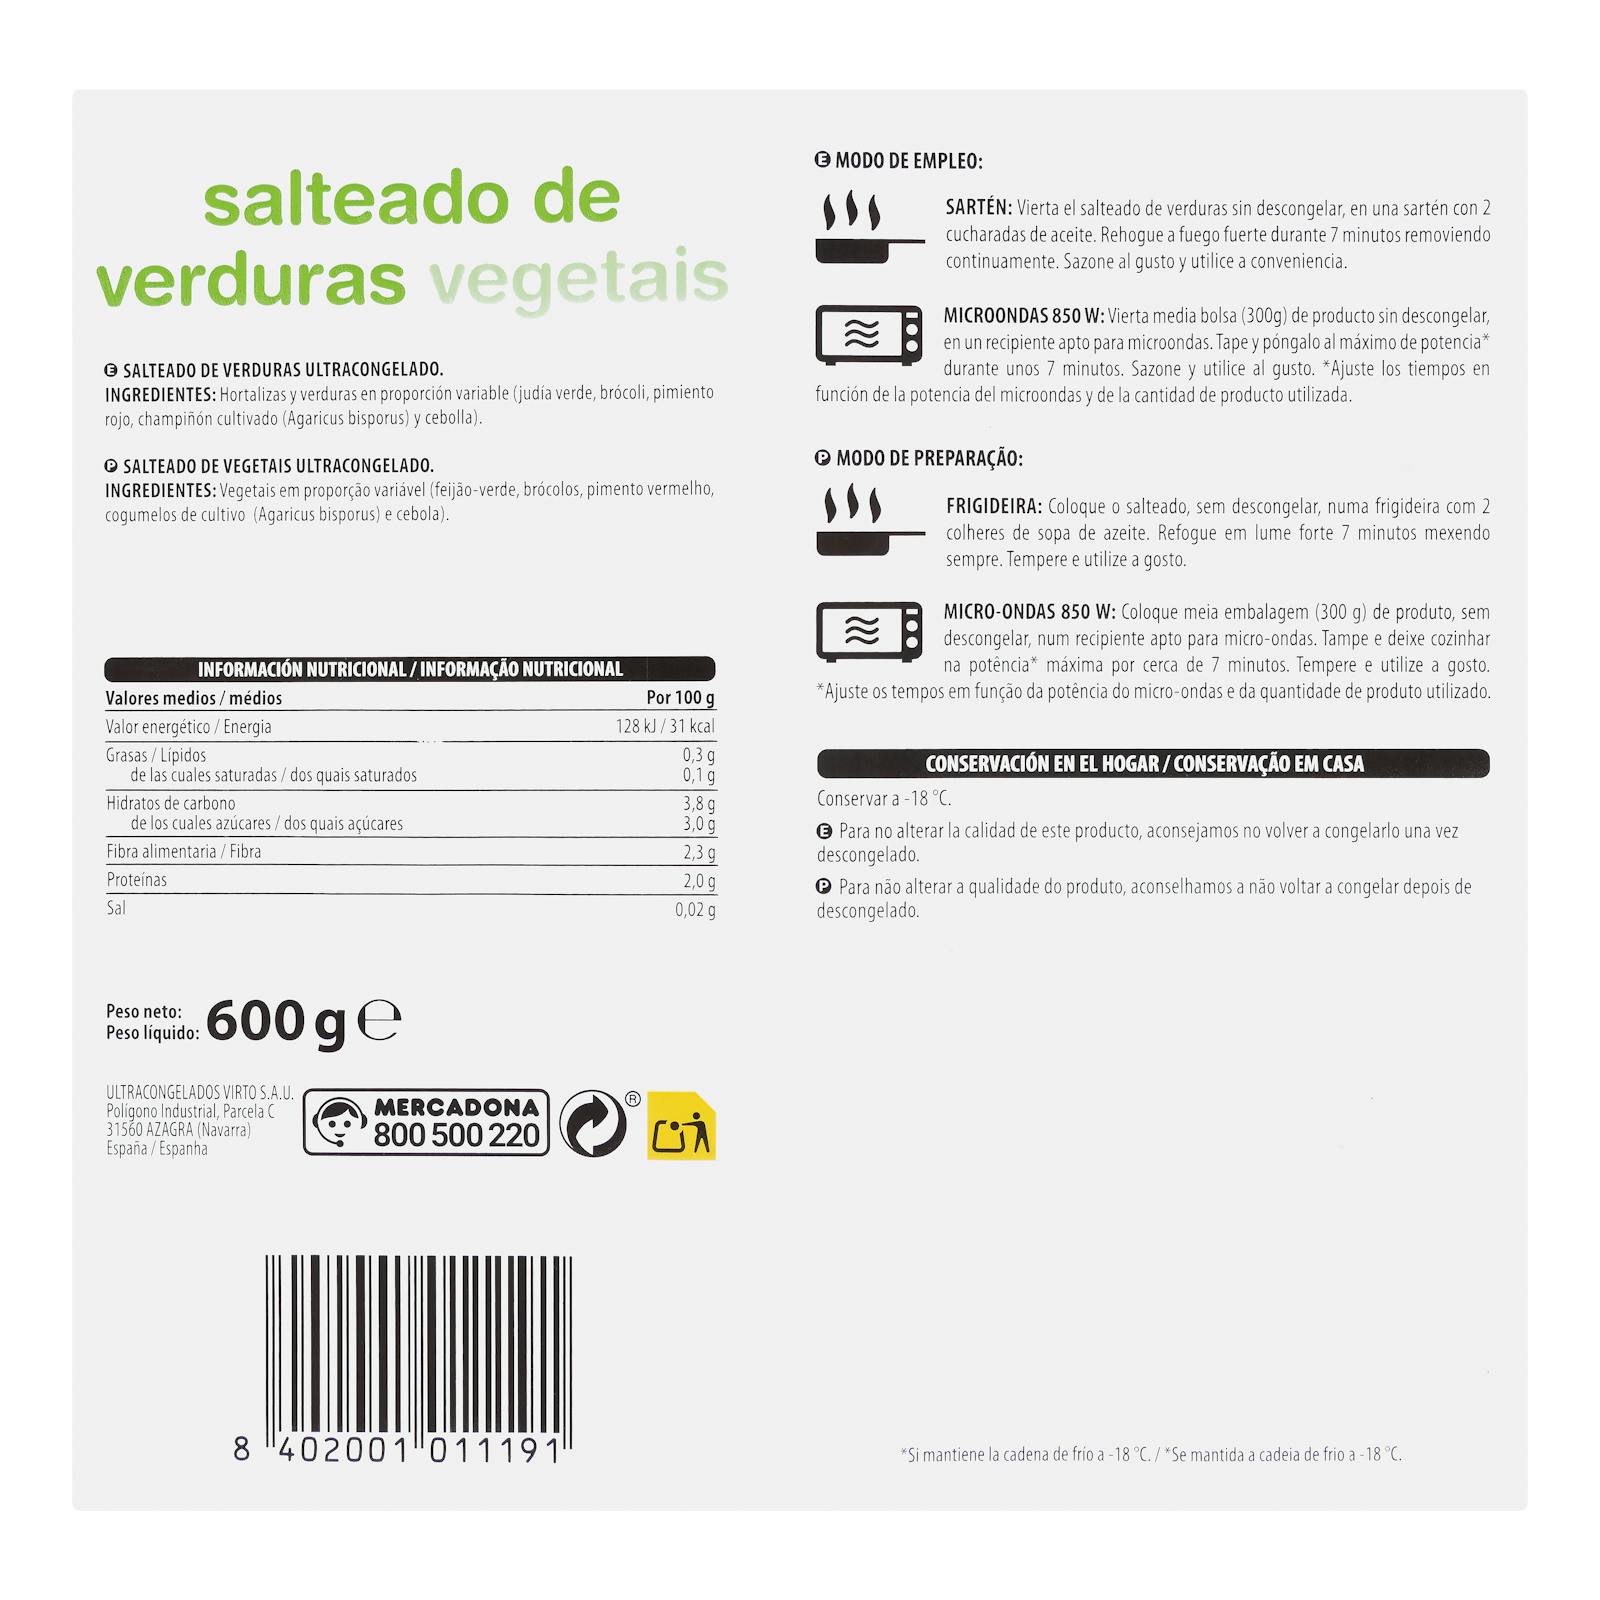 salteado de
verduras vegetais
E SALTEADO DE VERDURAS ULTRACONGELADO.
INGREDIENTES: Hortalizas y verduras en proporción variable (judía verde, brócoli, pimiento
rojo, champiñón cultivado (Agaricus bisporus) y cebolla).
P SALTEADO DE VEGETAIS ULTRACONGELADO.
INGREDIENTES: Vegetais em proporção variável (feijão-verde, brócolos, pimento vermelho,
cogumelos de cultivo (Agaricus bisporus) e cebola).
INFORMACIÓN NUTRICIONAL / INFORMAÇÃO NUTRICIONAL
Valores medios / médios Por 100 g
Valor energético / Energia 128 kJ / 31 kcal
Grasas / Lípidos 0,3 g
de las cuales saturadas / dos quais saturados 0,1 g
Hidratos de carbono 3,8 g
de los cuales azúcares / dos quais açúcares 3,0 g
Fibra alimentaria / Fibra 2,3 g
Proteínas 2,0 g
Sal 0,02 g
Peso neto:
Peso líquido: 600 g ℮
ULTRACONGELADOS VIRTO S.A.U.
Polígono Industrial, Parcela C
31560 AZAGRA (Navarra)
España / Espanha
MERCADONA
800 500 220
®
8 402001 011191
E MODO DE EMPLEO:
SARTÉN: Vierta el salteado de verduras sin descongelar, en una sartén con 2
cucharadas de aceite. Rehogue a fuego fuerte durante 7 minutos removiendo
continuamente. Sazone al gusto y utilice a conveniencia.
MICROONDAS 850 W: Vierta media bolsa (300g) de producto sin descongelar,
en un recipiente apto para microondas. Tape y póngalo al máximo de potencia*
durante unos 7 minutos. Sazone y utilice al gusto. *Ajuste los tiempos en
función de la potencia del microondas y de la cantidad de producto utilizada.
P MODO DE PREPARAÇÃO:
FRIGIDEIRA: Coloque o salteado, sem descongelar, numa frigideira com 2
colheres de sopa de azeite. Refogue em lume forte 7 minutos mexendo
sempre. Tempere e utilize a gosto.
MICRO-ONDAS 850 W: Coloque meia embalagem (300 g) de produto, sem
descongelar, num recipiente apto para micro-ondas. Tampe e deixe cozinhar
na potência* máxima por cerca de 7 minutos. Tempere e utilize a gosto.
*Ajuste os tempos em função da potência do micro-ondas e da quantidade de produto utilizado.
CONSERVACIÓN EN EL HOGAR / CONSERVAÇÃO EM CASA
Conservar a -18 °C.
E Para no alterar la calidad de este producto, aconsejamos no volver a congelarlo una vez
descongelado.
P Para não alterar a qualidade do produto, aconselhamos a não voltar a congelar depois de
descongelado.
*Si mantiene la cadena de frío a -18 °C. / *Se mantida a cadeia de frio a -18 °C.